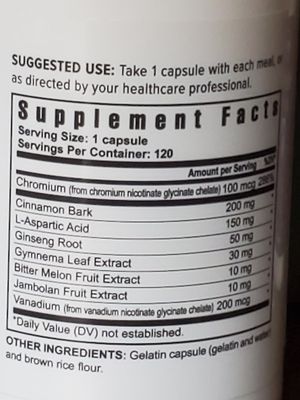 SUGGESTED USE: Take 1 capsule with each meal, or
as directed by your healthcare professional.
Supplement Facts
Serving Size: 1 capsule
Servings Per Container: 120
Amount per Serving
Chromium (from chromium nicotinate glycinate chelate) 100 mcg
Cinnamon Bark 200 mg
L-Aspartic Acid 150 mg
Ginseng Root 50 mg
Gymnema Leaf Extract 30 mg
Bitter Melon Fruit Extract 10 mg
Jambolan Fruit Extract 10 mg
Vanadium (from vanadium nicotinate glycinate chelate) 200 mcg
*Daily Value (DV) not established.
OTHER INGREDIENTS: Gelatin capsule (gelatin and water)
and brown rice flour.